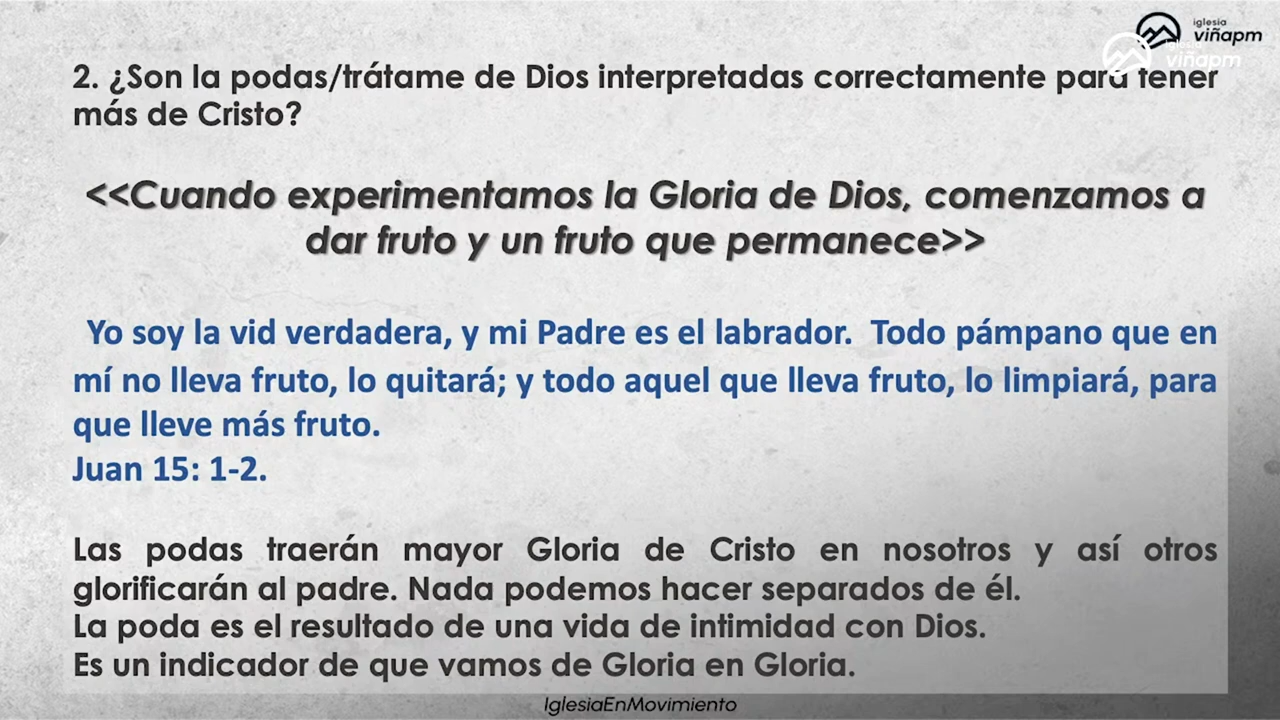 iglesia
viñapm
iglesia
viñapm
2. ¿Son la podas/trátame de Dios interpretadas correctamente para tener
más de Cristo?
<<Cuando experimentamos la Gloria de Dios, comenzamos a
dar fruto y un fruto que permanece>>
Yo soy la vid verdadera, y mi Padre es el labrador. Todo pámpano que en
mí no lleva fruto, lo quitará; y todo aquel que lleva fruto, lo limpiará, para
que lleve más fruto.
Juan 15: 1-2.
Las podas traerán mayor Gloria de Cristo en nosotros y así otros
glorificarán al padre. Nada podemos hacer separados de él.
La poda es el resultado de una vida de intimidad con Dios.
Es un indicador de que vamos de Gloria en Gloria.
IglesiaEnMovimiento